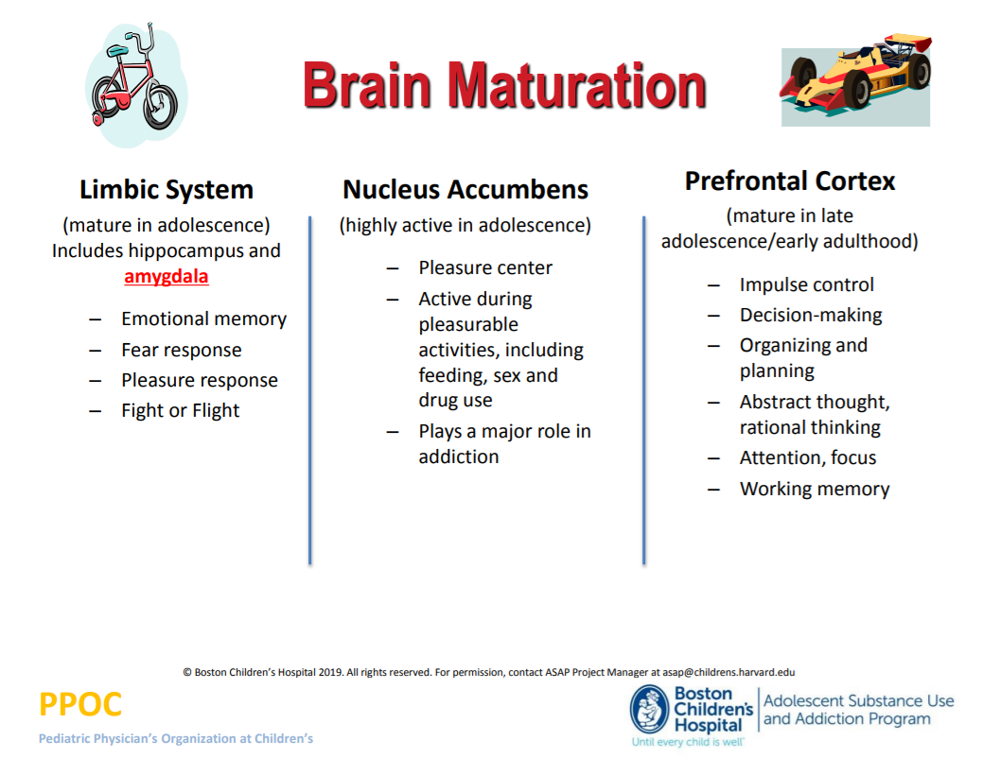 Brain Maturation
Limbic System
(mature in adolescence)
Includes hippocampus and
amygdala
– Emotional memory
– Fear response
– Pleasure response
– Fight or Flight
Nucleus Accumbens
(highly active in adolescence)
– Pleasure center
– Active during
pleasurable
activities, including
feeding, sex and
drug use
– Plays a major role in
addiction
Prefrontal Cortex
(mature in late
adolescence/early adulthood)
– Impulse control
– Decision-making
– Organizing and
planning
– Abstract thought,
rational thinking
– Attention, focus
– Working memory
© Boston Children’s Hospital 2019. All rights reserved. For permission, contact ASAP Project Manager at asap@childrens.harvard.edu
PPOC
Pediatric Physician’s Organization at Children’s
Boston
Children’s
Hospital
Until every child is well™
Adolescent Substance Use
and Addiction Program